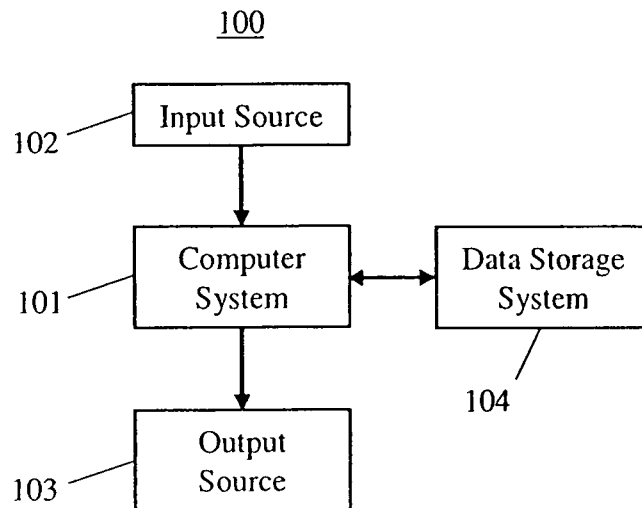 100
Input Source
102
Computer
System
101
Data Storage
System
104
Output
Source
103